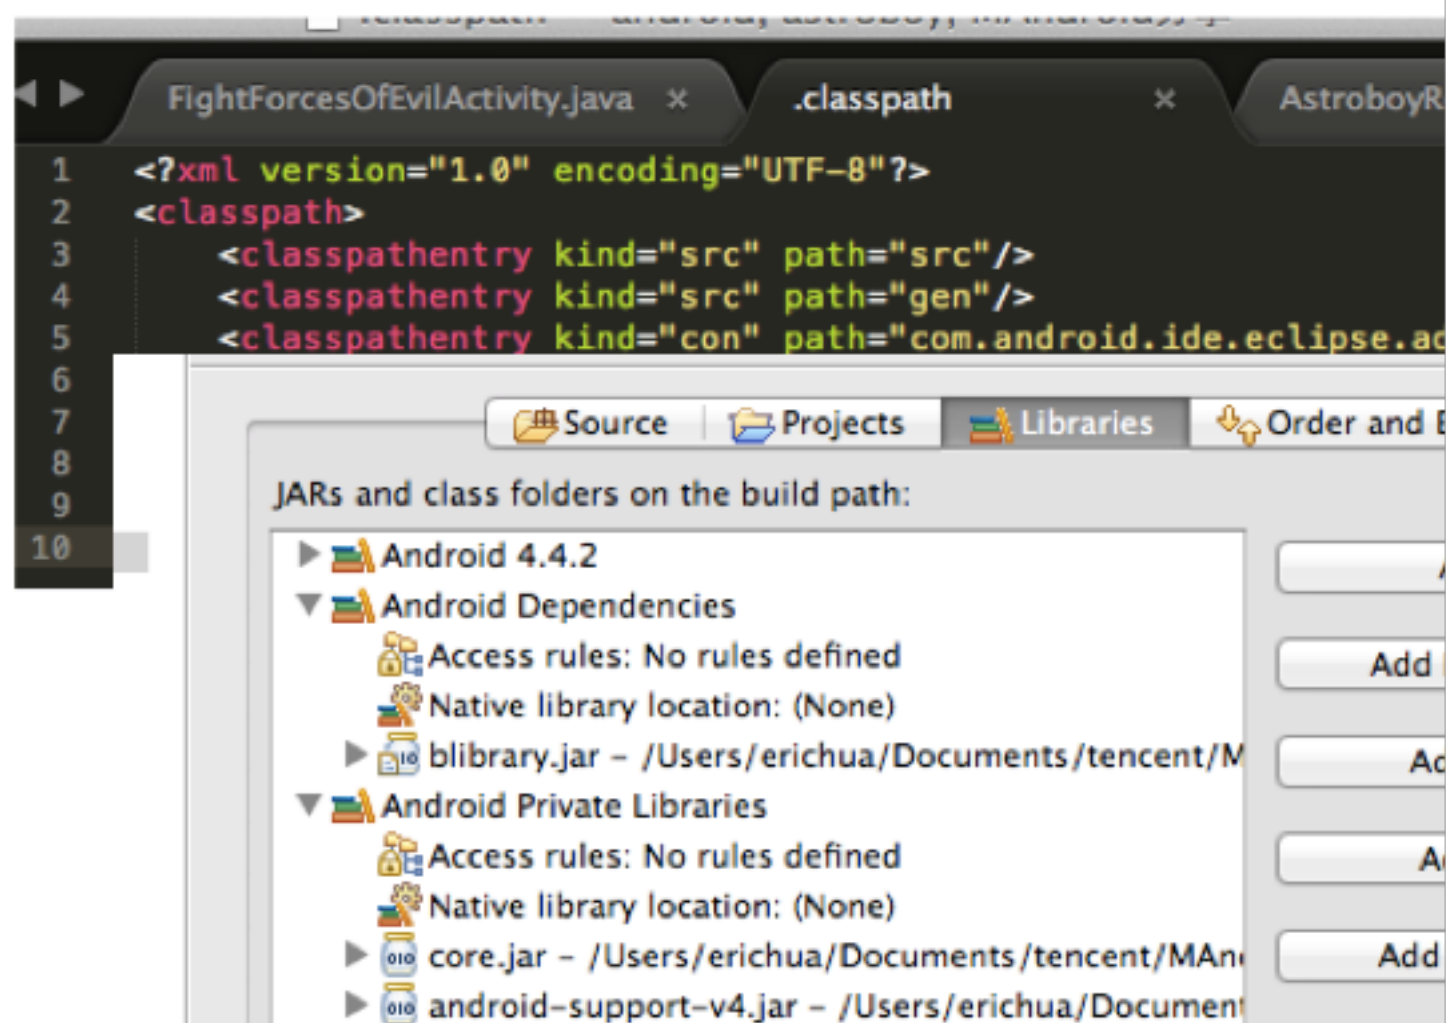 FightForcesOfEvilActivity.java × .classpath × AstroboyR
1 <?xml version="1.0" encoding="UTF-8"?>
2 <classpath>
3 <classpathentry kind="src" path="src"/>
4 <classpathentry kind="src" path="gen"/>
5 <classpathentry kind="con" path="com.android.ide.eclipse.ad
6
7
8
9
10
Source Projects Libraries Order and E
JARs and class folders on the build path:
Android 4.4.2
Android Dependencies
Access rules: No rules defined
Add
Native library location: (None)
blibrary.jar – /Users/erichua/Documents/tencent/M
Ad
Android Private Libraries
Access rules: No rules defined
Native library location: (None)
core.jar – /Users/erichua/Documents/tencent/MAn
Add
android-support-v4.jar – /Users/erichua/Document